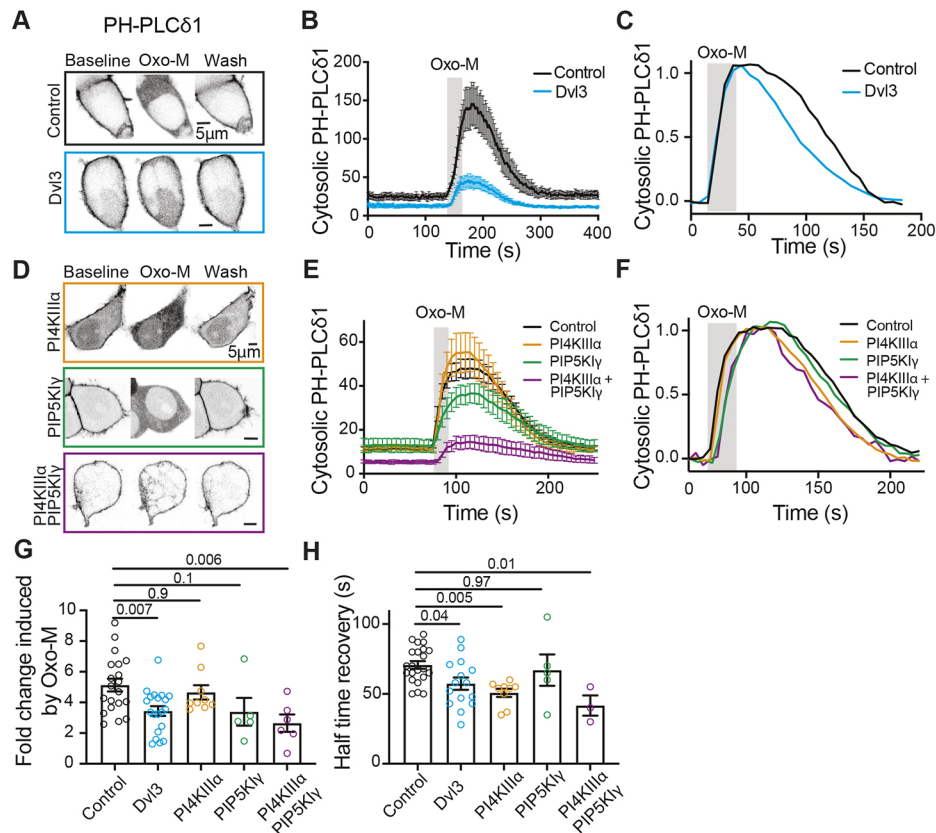 A
PH-PLCδ1
Baseline Oxo-M Wash
Control
5µm
Dvl3
B
Cytosolic PH-PLCδ1
Oxo-M
Control
Dvl3
200
150
100
50
0
0 100 200 300 400
Time (s)
C
Cytosolic PH-PLCδ1
Oxo-M
Control
Dvl3
1.0
0.5
0.0
0 50 100 150 200
Time (s)
D
Baseline Oxo-M Wash
PI4KIIIα
5µm
PIP5KIγ
PI4KIIIα
PIP5KIγ
E
Cytosolic PH-PLCδ1
Oxo-M
Control
PI4KIIIα
PIP5KIγ
PI4KIIIα +
PIP5KIγ
60
40
20
0
0 100 200
Time (s)
F
Cytosolic PH-PLCδ1
Oxo-M
Control
PI4KIIIα
PIP5KIγ
PI4KIIIα +
PIP5KIγ
1.0
0.5
0.0
0 100 150 200
Time (s)
G
Fold change induced
by Oxo-M
0.006
0.1
0.9
0.007
10
8
6
4
2
0
Control
Dvl3
PI4KIIIα
PIP5KIγ
PI4KIIIα
PIP5KIγ
H
Half time recovery (s)
0.01
0.97
0.005
0.04
100
50
0
Control
Dvl3
PI4KIIIα
PIP5KIγ
PI4KIIIα
PIP5KIγ